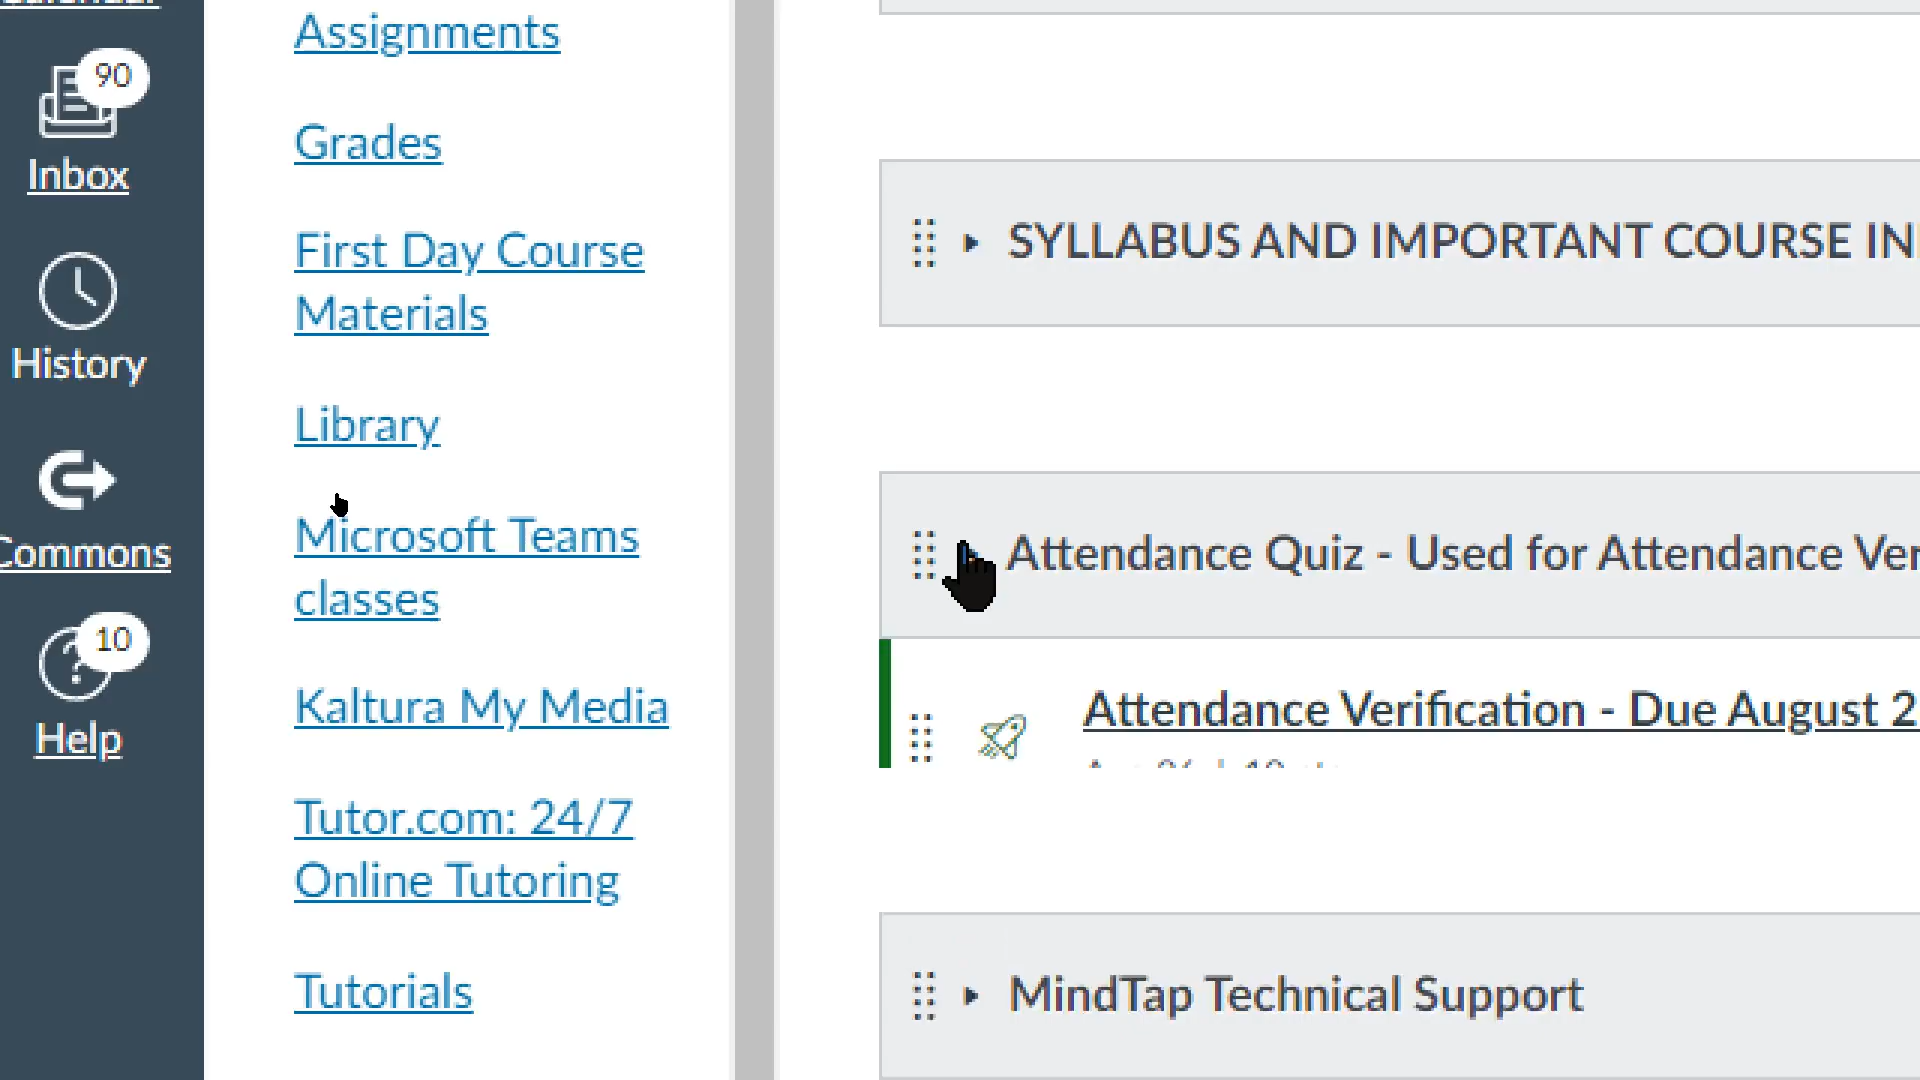 90
Inbox
History
Commons
10
Help
Assignments
Grades
First Day Course
Materials
Library
Microsoft Teams
classes
Kaltura My Media
Tutor.com: 24/7
Online Tutoring
Tutorials
SYLLABUS AND IMPORTANT COURSE IN
Attendance Quiz - Used for Attendance Ver
Attendance Verification - Due August 2
MindTap Technical Support